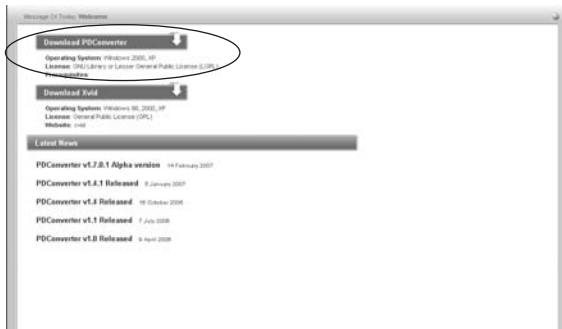 Message Of Today: Welcome
Download PDConverter
Operating System: Windows 2000, XP
License: GNU Library or Lesser General Public License (LGPL)
Prerequisites
Download Xvid
Operating System: Windows 98, 2000, XP
License: General Public License (GPL)
Website: xvid
Latest News
PDConverter v1.7.0.1 Alpha version 14 February 2007
PDConverter v1.4.1 Released 9 January 2007
PDConverter v1.4 Released October 2006
PDConverter v1.1 Released 7 July 2006
PDConverter v1.0 Released April 2006